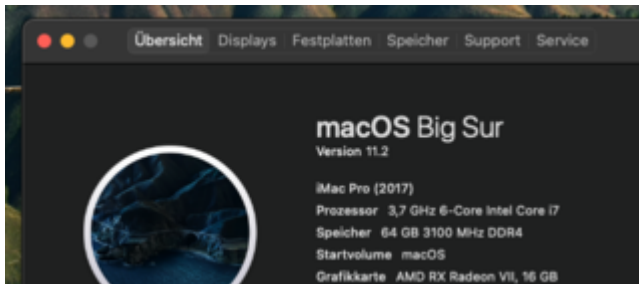 Übersicht Displays Festplatten Speicher Support Service
macOS Big Sur
Version 11.2
iMac Pro (2017)
Prozessor 3,7 GHz 6-Core Intel Core i7
Speicher 64 GB 3100 MHz DDR4
Startvolume macOS
Grafikkarte AMD RX Radeon VII, 16 GB